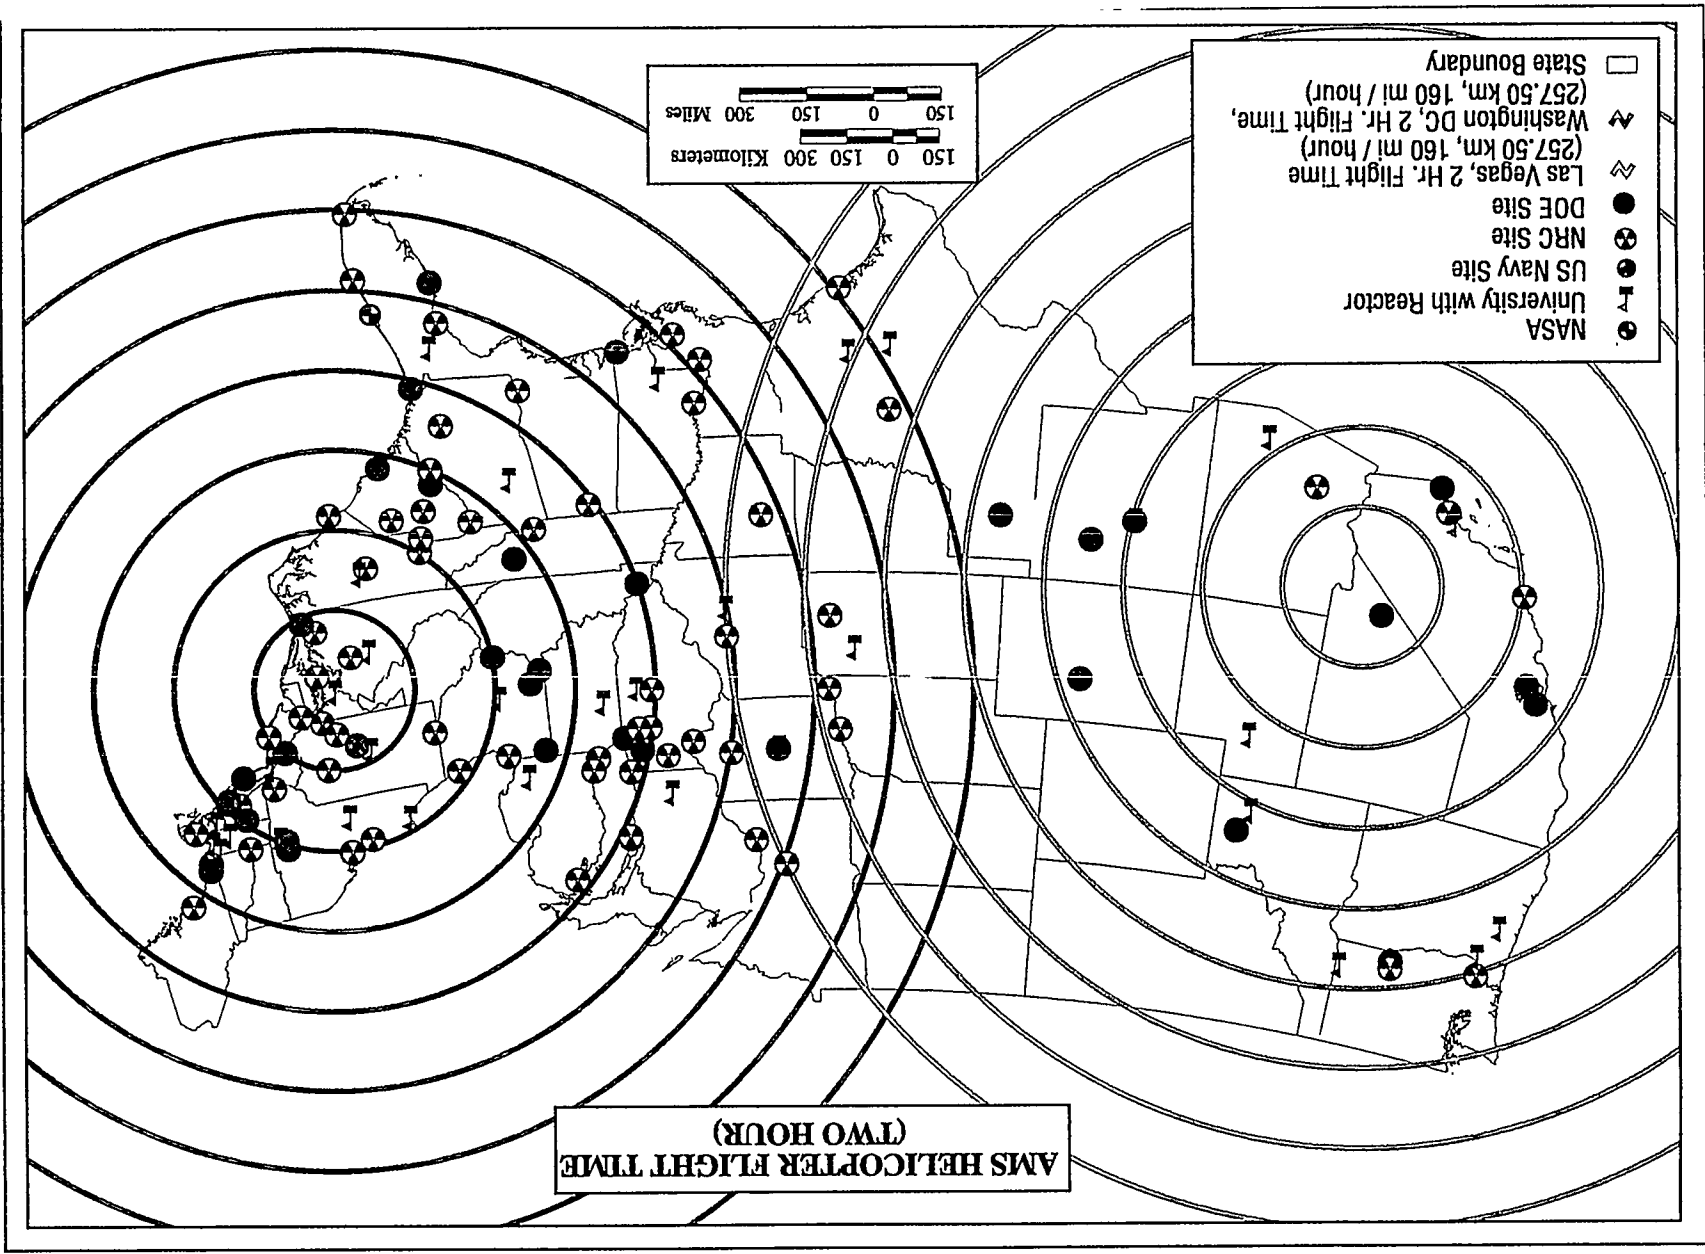 AMS HELICOPTER FLIGHT TIME
(TWO HOUR)
NASA
University with Reactor
US Navy Site
NRC Site
DOE Site
Las Vegas, 2 Hr. Flight Time
(257.50 km, 160 mi / hour)
Washington DC, 2 Hr. Flight Time,
(257.50 km, 160 mi / hour)
State Boundary
150 0 150 300 Kilometers
150 0 150 300 Miles